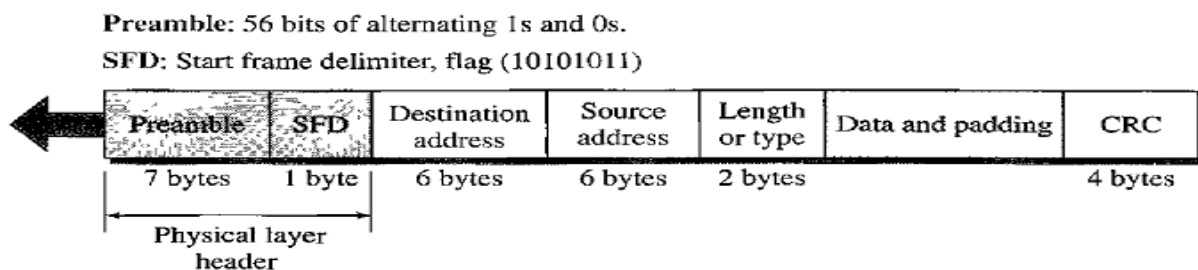 Preamble: 56 bits of alternating 1s and 0s.
SFD: Start frame delimiter, flag (10101011)
Preamble
SFD
Destination address
Source address
Length or type
Data and padding
CRC
7 bytes
1 byte
6 bytes
6 bytes
2 bytes
4 bytes
Physical layer header